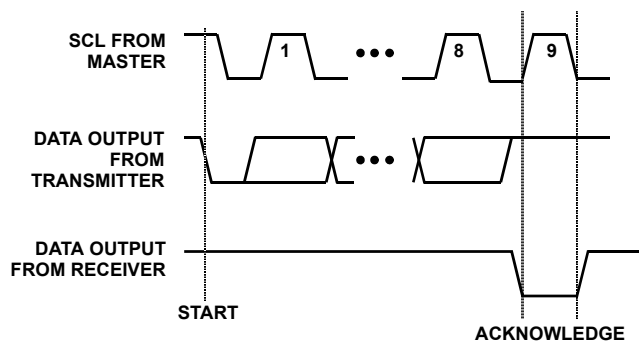 SCL FROM
MASTER
1
8
9
DATA OUTPUT
FROM
TRANSMITTER
DATA OUTPUT
FROM RECEIVER
START
ACKNOWLEDGE